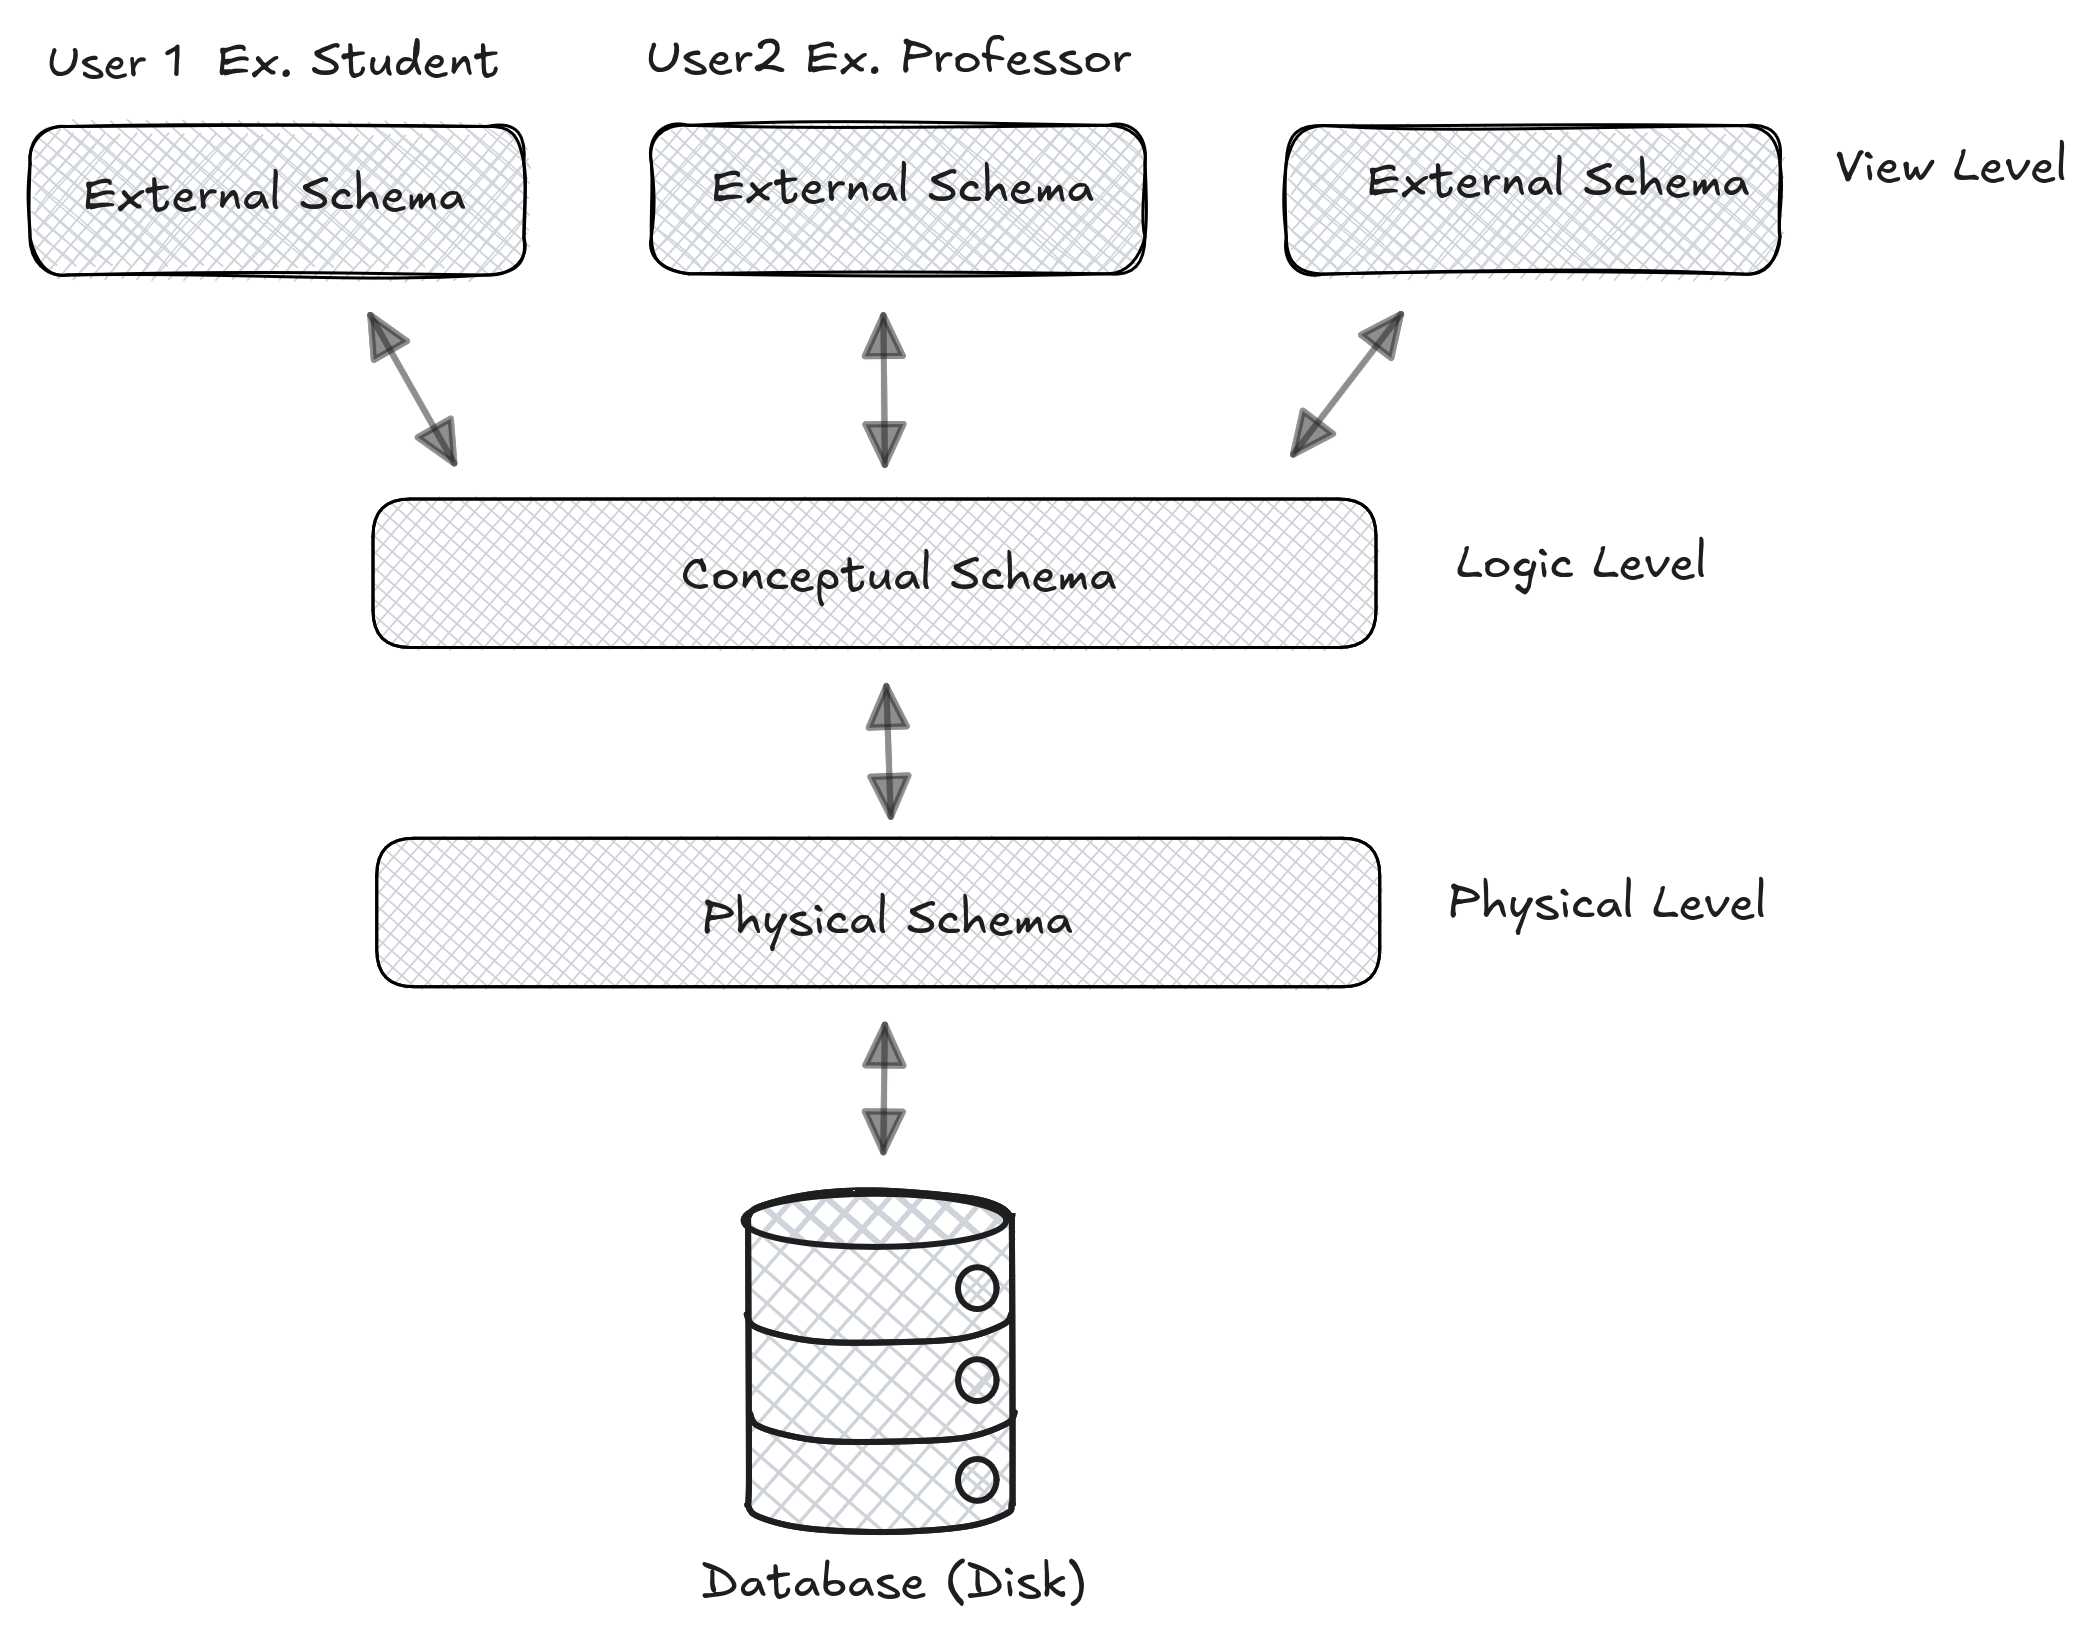 User 1 Ex. Student
User2 Ex. Professor
External Schema
External Schema
External Schema
View Level
Conceptual Schema
Logic Level
Physical Schema
Physical Level
Database (Disk)